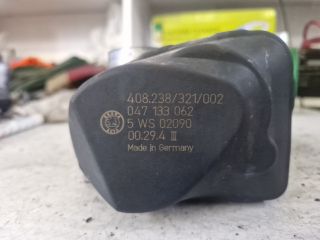 408.238/321/002
047 133 062
5 WS 02090
00.29.4 III
Made in Germany